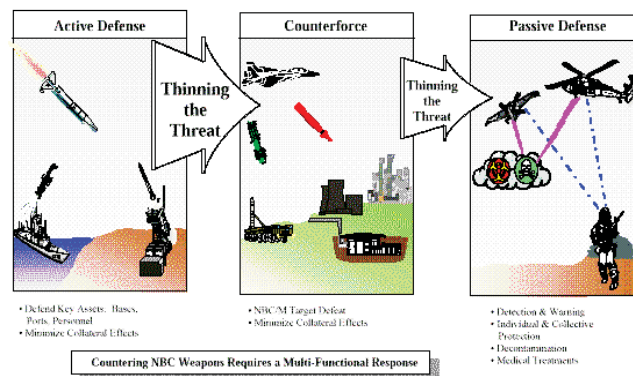 Active Defense
Counterforce
Passive Defense
Thinning
the
Threat
Thinning
the
Threat
• Defend Key Assets: Bases,
Ports, Personnel
• Minimize Collateral Effects
• NBC/M Target Defeat
• Minimize Collateral Effects
• Detection & Warning
• Individual & Collective
Protection
• Decontamination
• Medical Treatments
Countering NBC Weapons Requires a Multi-Functional Response